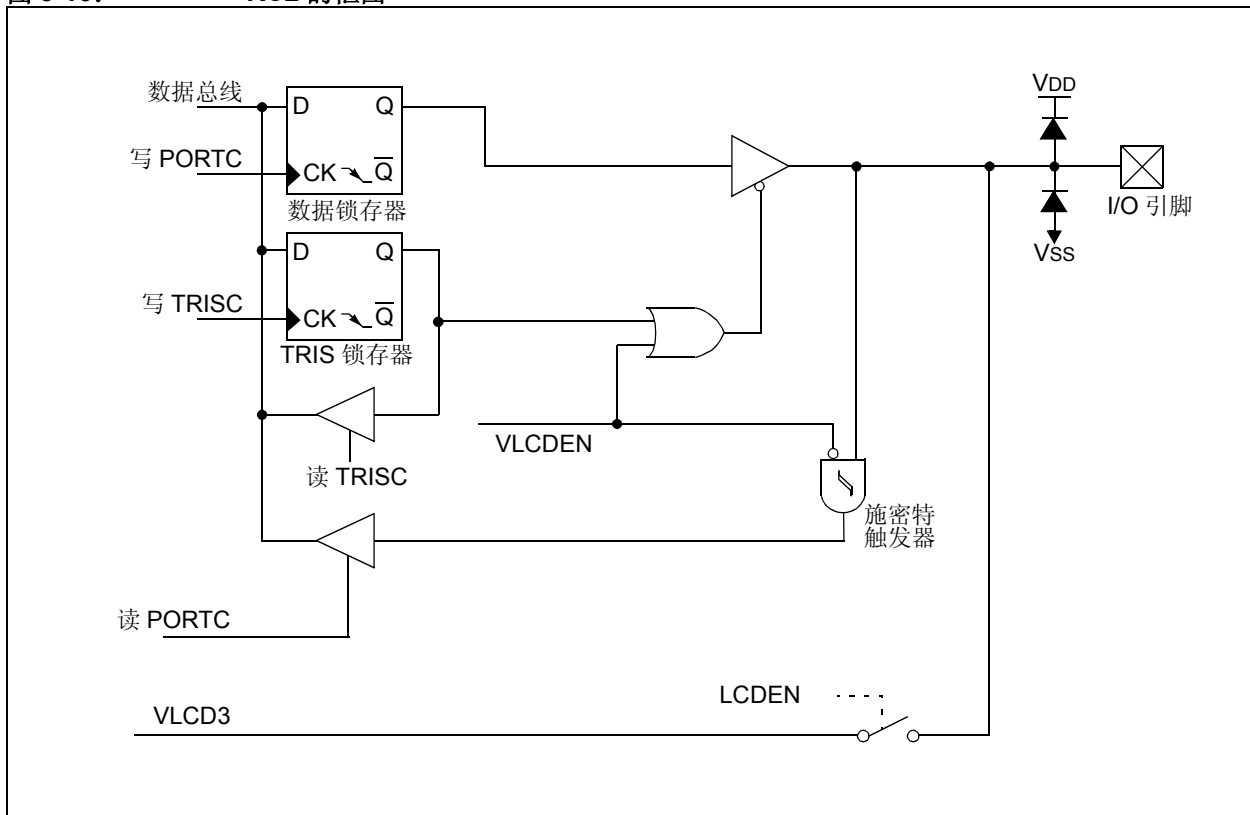 数据总线
D Q
写 PORTC
CK Q
数据锁存器
D Q
写 TRISC
CK Q
TRIS 锁存器
读 TRISC
VLCDEN
施密特
触发器
读 PORTC
LCDEN
VLCD3
VDD
I/O 引脚
VSS